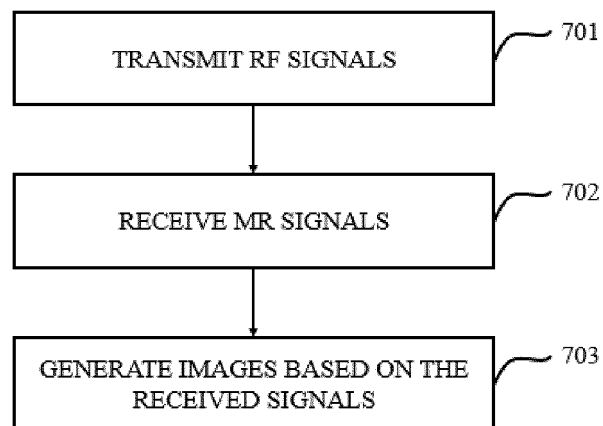 TRANSMIT RF SIGNALS
701
RECEIVE MR SIGNALS
702
GENERATE IMAGES BASED ON THE
RECEIVED SIGNALS
703